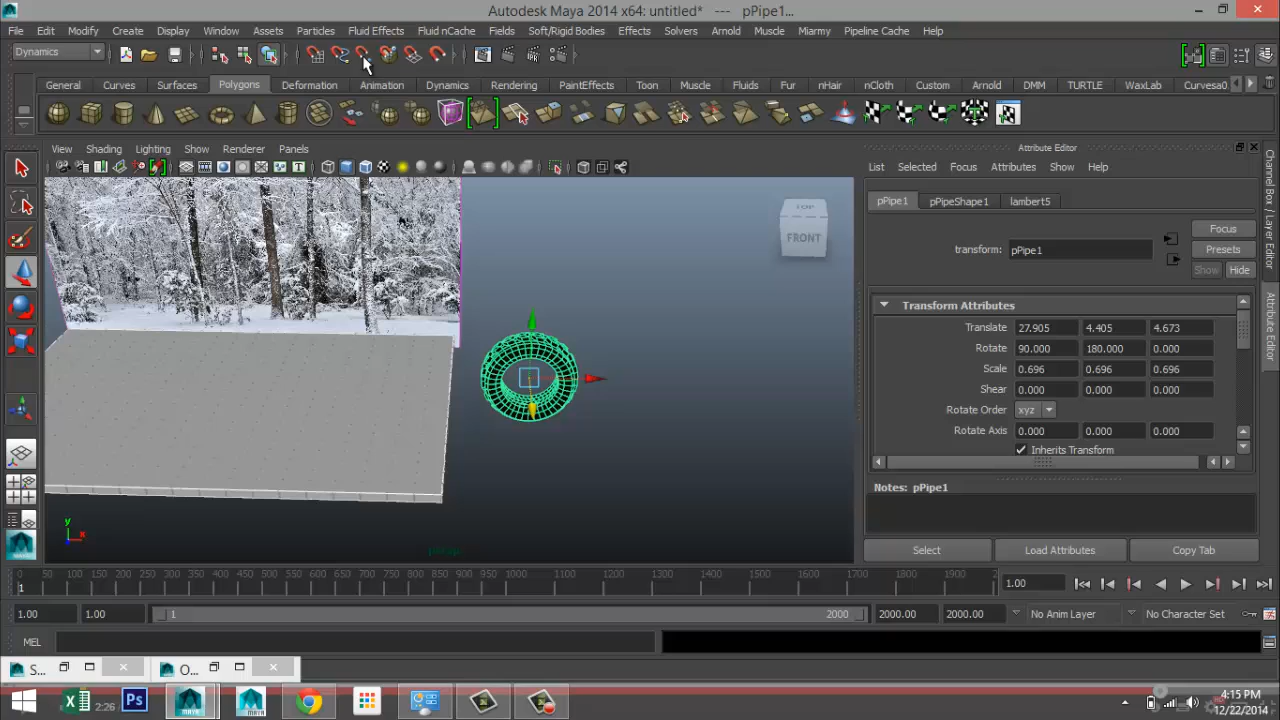 Autodesk Maya 2014 x64: untitled* --- pPipe1...
File Edit Modify Create Display Window Assets Particles Fluid Effects Fluid nCache Fields Soft/Rigid Bodies Effects Solvers Arnold Muscle Miarmy Pipeline Cache Help
Dynamics
General Curves Surfaces Polygons Deformation Animation Dynamics Rendering PaintEffects Toon Muscle Fluids Fur nHair nCloth Custom Arnold DMM TURTLE WaxLab Curvesa0
View Shading Lighting Show Renderer Panels
Attribute Editor
List Selected Focus Attributes Show Help
pPipe1 pPipeShape1 lambert5
TOP
FRONT
transform: pPipe1
Focus
Presets
Show Hide
Transform Attributes
Translate 27.905 4.405 4.673
Rotate 90.000 180.000 0.000
Scale 0.696 0.696 0.696
Shear 0.000 0.000 0.000
Rotate Order xyz
Rotate Axis 0.000 0.000 0.000
Inherits Transform
Notes: pPipe1
Select Load Attributes Copy Tab
Channel Box / Layer Editor
Attribute Editor
y
x
persp
0 50 100 150 200 250 300 350 400 450 500 550 600 650 700 750 800 850 900 950 1000 1100 1200 1300 1400 1500 1600 1700 1800 1900 20
1
1.00
1.00 1.00 1 2000 2000.00 2000.00 No Anim Layer No Character Set
MEL
S... O...
2:26
Ps
MAYA
4:15 PM
12/22/2014